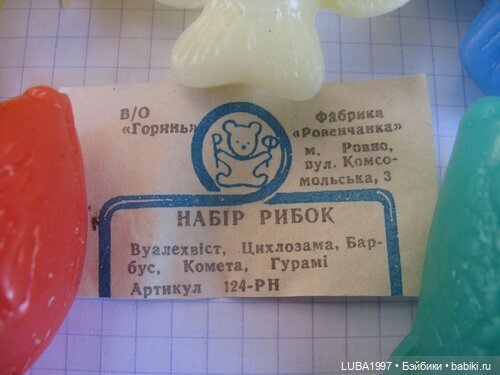 В/О
«Горинь»
Фабрика
«Ровенчанка»
м. Ровно,
вул. Комсо-
мольська, 3
Р Ф
НАБІР РИБОК
Вуалехвіст, Цихлозама, Бар-
бус, Комета, Гурамі
Артикул 124-РН
LUBA1997 • Бэйбики • babiki.ru